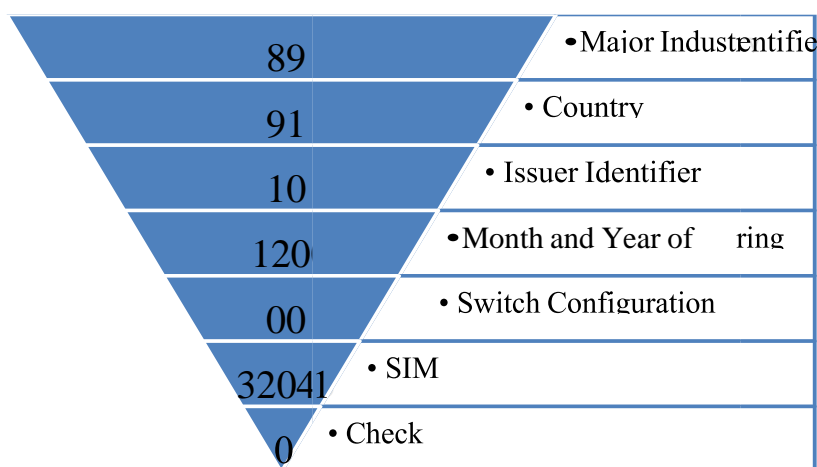 89 • Major Industentifie
91 • Country
10 • Issuer Identifier
120 • Month and Year of ring
00 • Switch Configuration
32041 • SIM
0 • Check